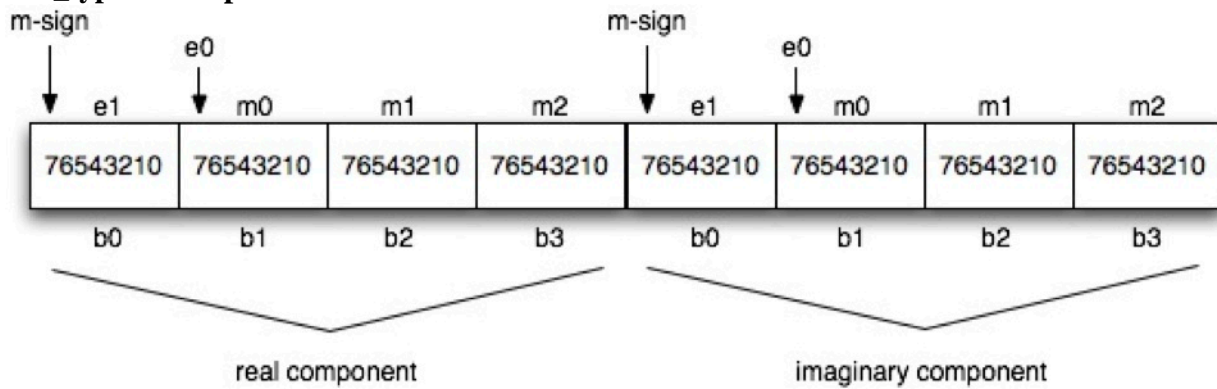 m-sign m-sign
e0 e0
e1 m0 m1 m2 e1 m0 m1 m2
76543210 76543210 76543210 76543210 76543210 76543210 76543210 76543210
b0 b1 b2 b3 b0 b1 b2 b3
real component imaginary component